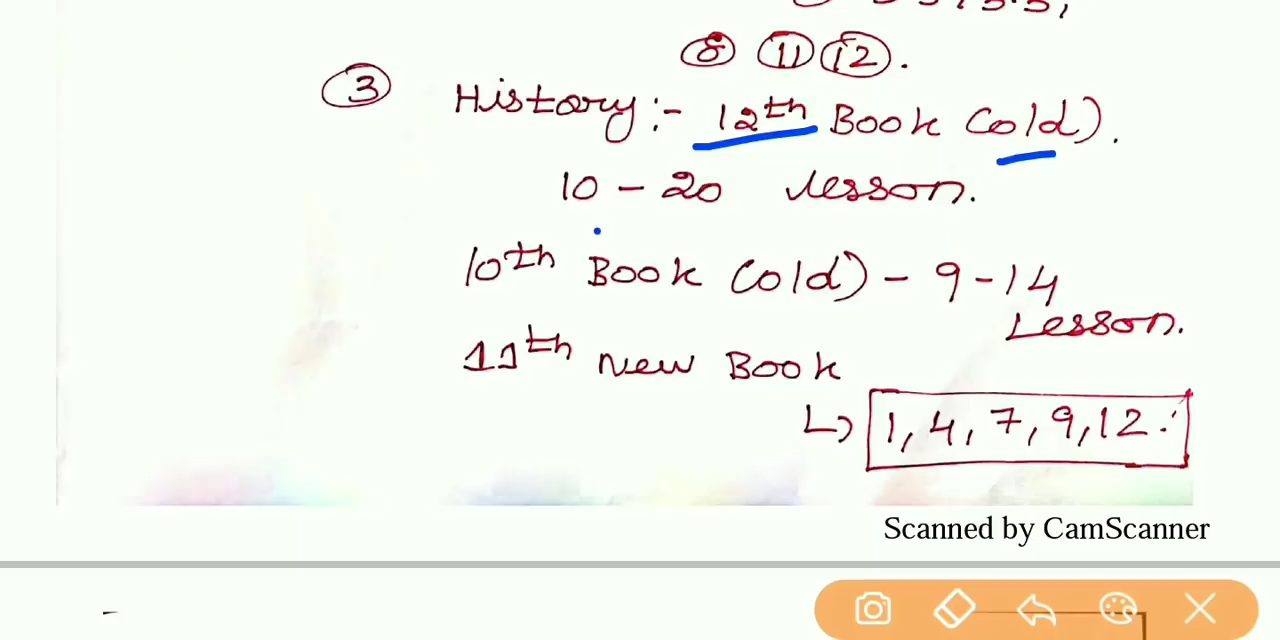 8 11 12.
3 History:- 12th Book (old).
10 - 20 lesson.
10th Book (old) - 9-14
Lesson.
11th New Book
↳ 1, 4, 7, 9, 12.
Scanned by CamScanner